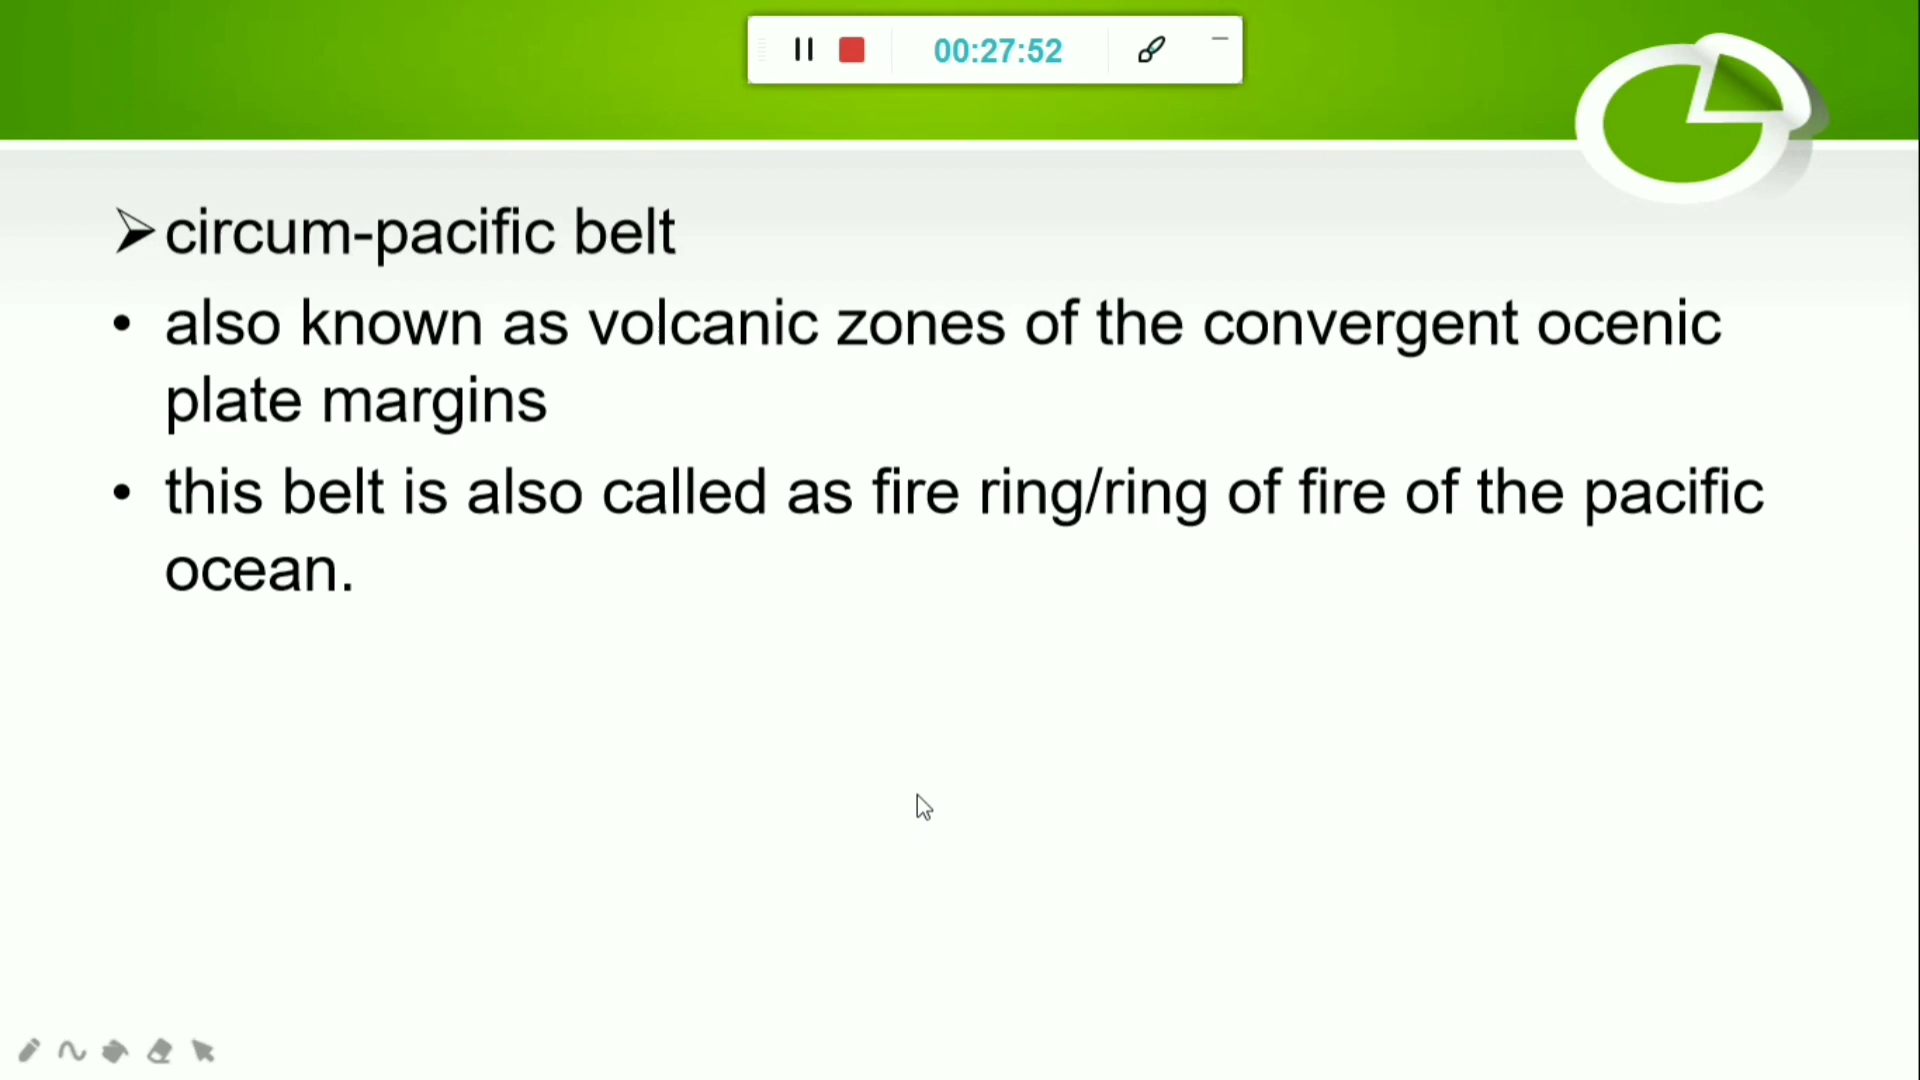 00:27:52
➢circum-pacific belt
• also known as volcanic zones of the convergent ocenic
plate margins
• this belt is also called as fire ring/ring of fire of the pacific
ocean.